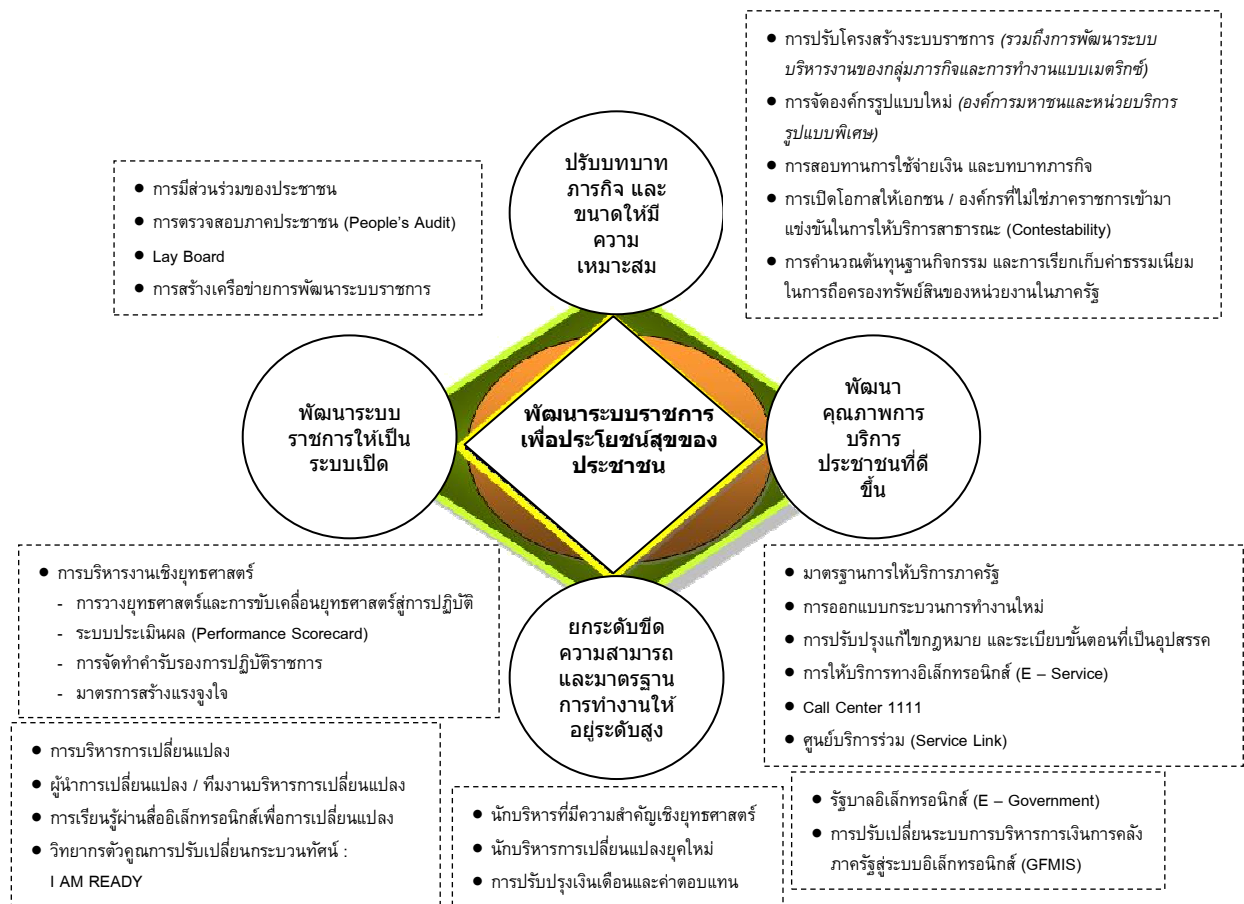 ● การปรับโครงสร้างระบบราชการ (รวมถึงการพัฒนาระบบ
บริหารงานของกลุ่มภารกิจและการทำงานแบบเมตริกซ์)
● การจัดองค์กรรูปแบบใหม่ (องค์การมหาชนและหน่วยบริการ
รูปแบบพิเศษ)
● การสอบทานการใช้จ่ายเงิน และบทบาทภารกิจ
● การเปิดโอกาสให้เอกชน / องค์กรที่ไม่ใช่ภาคราชการเข้ามา
แข่งขันในการให้บริการสาธารณะ (Contestability)
● การคำนวณต้นทุนฐานกิจกรรม และการเรียกเก็บค่าธรรมเนียม
ในการถือครองทรัพย์สินของหน่วยงานในภาครัฐ
ปรับบทบาท
ภารกิจ และ
ขนาดให้มี
ความ
เหมาะสม
● การมีส่วนร่วมของประชาชน
● การตรวจสอบภาคประชาชน (People's Audit)
● Lay Board
● การสร้างเครือข่ายการพัฒนาระบบราชการ
พัฒนาระบบ
ราชการให้เป็น
ระบบเปิด
พัฒนาระบบราชการ
เพื่อประโยชน์สุขของ
ประชาชน
พัฒนา
คุณภาพการ
บริการ
ประชาชนที่ดี
ขึ้น
● การบริหารงานเชิงยุทธศาสตร์
- การวางยุทธศาสตร์และการขับเคลื่อนยุทธศาสตร์สู่การปฏิบัติ
- ระบบประเมินผล (Performance Scorecard)
- การจัดทำคำรับรองการปฏิบัติราชการ
- มาตรการสร้างแรงจูงใจ
ยกระดับขีด
ความสามารถ
และมาตรฐาน
การทำงานให้
อยู่ระดับสูง
● มาตรฐานการให้บริการภาครัฐ
● การออกแบบกระบวนการทำงานใหม่
● การปรับปรุงแก้ไขกฎหมาย และระเบียบขั้นตอนที่เป็นอุปสรรค
● การให้บริการทางอิเล็กทรอนิกส์ (E – Service)
● Call Center 1111
● ศูนย์บริการร่วม (Service Link)
● การบริหารการเปลี่ยนแปลง
● ผู้นำการเปลี่ยนแปลง / ทีมงานบริหารการเปลี่ยนแปลง
● การเรียนรู้ผ่านสื่ออิเล็กทรอนิกส์เพื่อการเปลี่ยนแปลง
● วิทยากรตัวคูณการปรับเปลี่ยนกระบวนทัศน์ :
I AM READY
● นักบริหารที่มีความสำคัญเชิงยุทธศาสตร์
● นักบริหารการเปลี่ยนแปลงยุคใหม่
● การปรับปรุงเงินเดือนและค่าตอบแทน
● รัฐบาลอิเล็กทรอนิกส์ (E – Government)
● การปรับเปลี่ยนระบบการบริหารการเงินการคลัง
ภาครัฐสู่ระบบอิเล็กทรอนิกส์ (GFMIS)